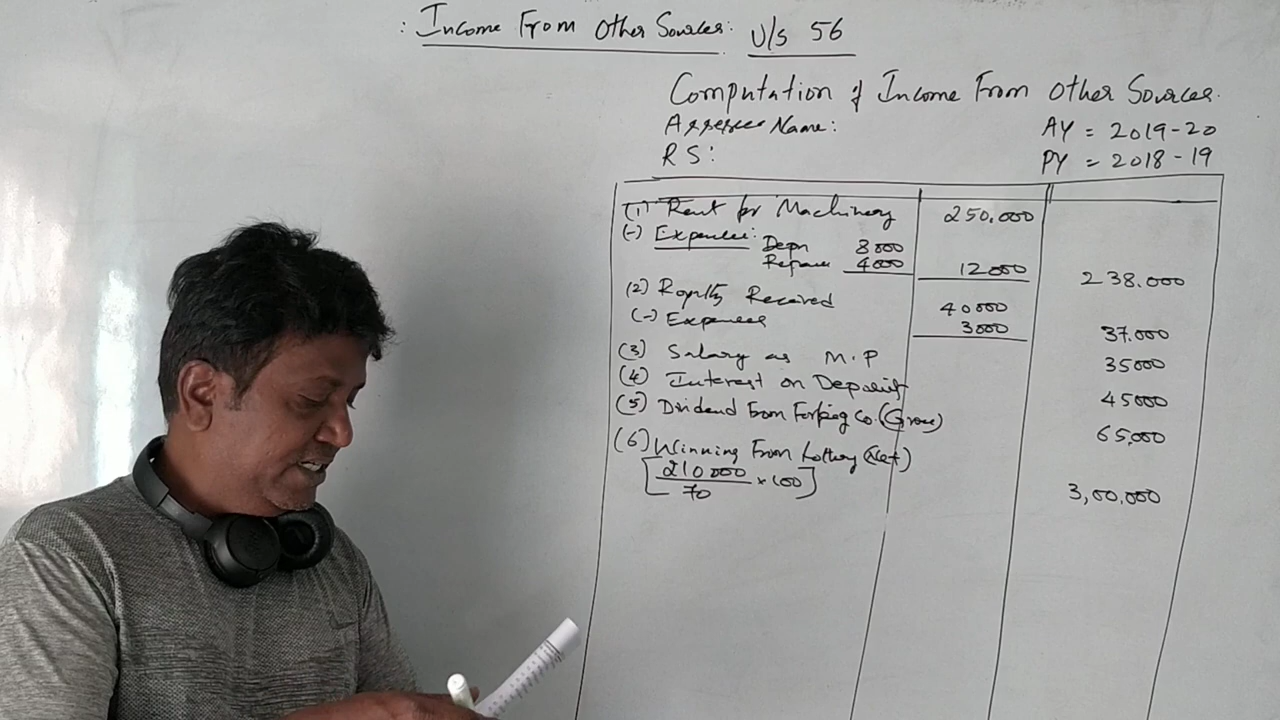 : Income From Other Sources: U/s 56
Computation of Income From Other Sources.
Assessee Name: AY = 2019-20
RS: PY = 2018-19
(1) Rent for Machinery 250.000
(-) Expenses: Depn 8000
Repairs 4000 12000 238.000
(2) Royalty Received 40000
(-) Expenses 3000 37.000
(3) Salary as M.P 35000
(4) Interest on Deposits 45000
(5) Dividend From Co. (Gross) 65,000
(6) Winning From Lottery (Net)
[210000/70 × 100] 3,00,000